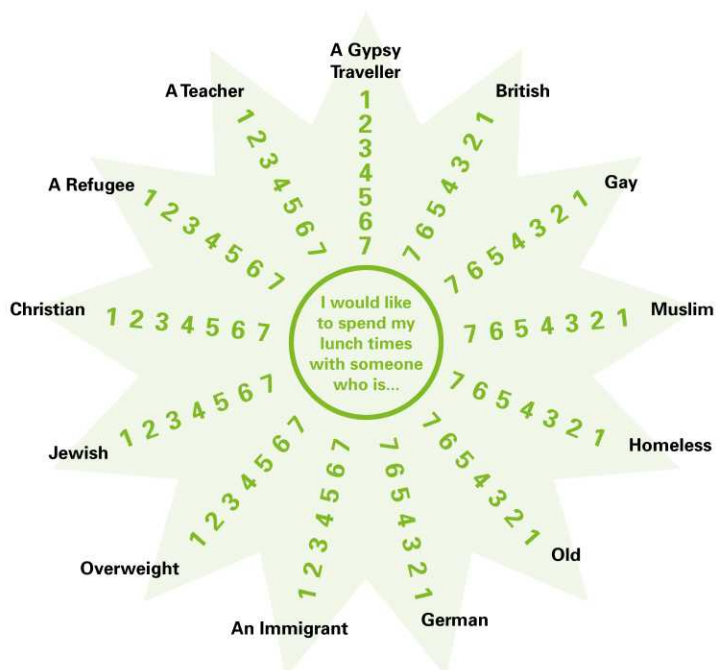 A Gypsy
Traveller
1
2
3
4
5
6
7
British
1 2 3 4 5 6 7
Gay
7 6 5 4 3 2 1
Muslim
7 6 5 4 3 2 1
Homeless
7 6 5 4 3 2 1
Old
7 6 5 4 3 2 1
German
7 6 5 4 3 2 1
An Immigrant
1 2 3 4 5 6 7
Overweight
1 2 3 4 5 6 7
Jewish
1 2 3 4 5 6 7
Christian
1 2 3 4 5 6 7
A Refugee
1 2 3 4 5 6 7
A Teacher
1 2 3 4 5 6 7
I would like
to spend my
lunch times
with someone
who is...